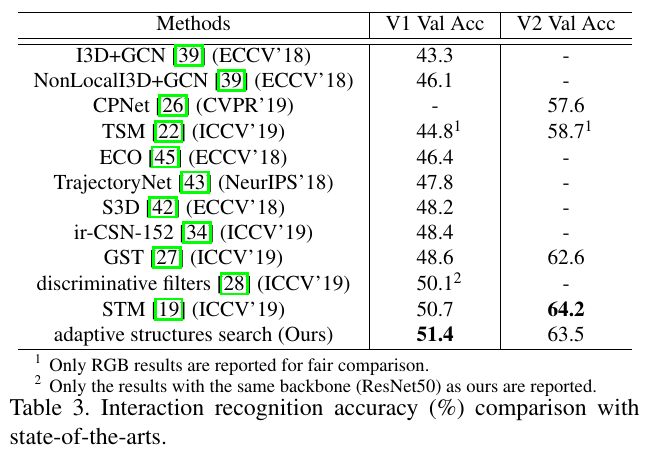 Methods V1 Val Acc V2 Val Acc
I3D+GCN [39] (ECCV'18) 43.3 -
NonLocalI3D+GCN [39] (ECCV'18) 46.1 -
CPNet [26] (CVPR'19) - 57.6
TSM [22] (ICCV'19) 44.8¹ 58.7¹
ECO [45] (ECCV'18) 46.4 -
TrajectoryNet [43] (NeurIPS'18) 47.8 -
S3D [42] (ECCV'18) 48.2 -
ir-CSN-152 [34] (ICCV'19) 48.4 -
GST [27] (ICCV'19) 48.6 62.6
discriminative filters [28] (ICCV'19) 50.1² -
STM [19] (ICCV'19) 50.7 64.2
adaptive structures search (Ours) 51.4 63.5
¹ Only RGB results are reported for fair comparison.
² Only the results with the same backbone (ResNet50) as ours are reported.
Table 3. Interaction recognition accuracy (%) comparison with
state-of-the-arts.